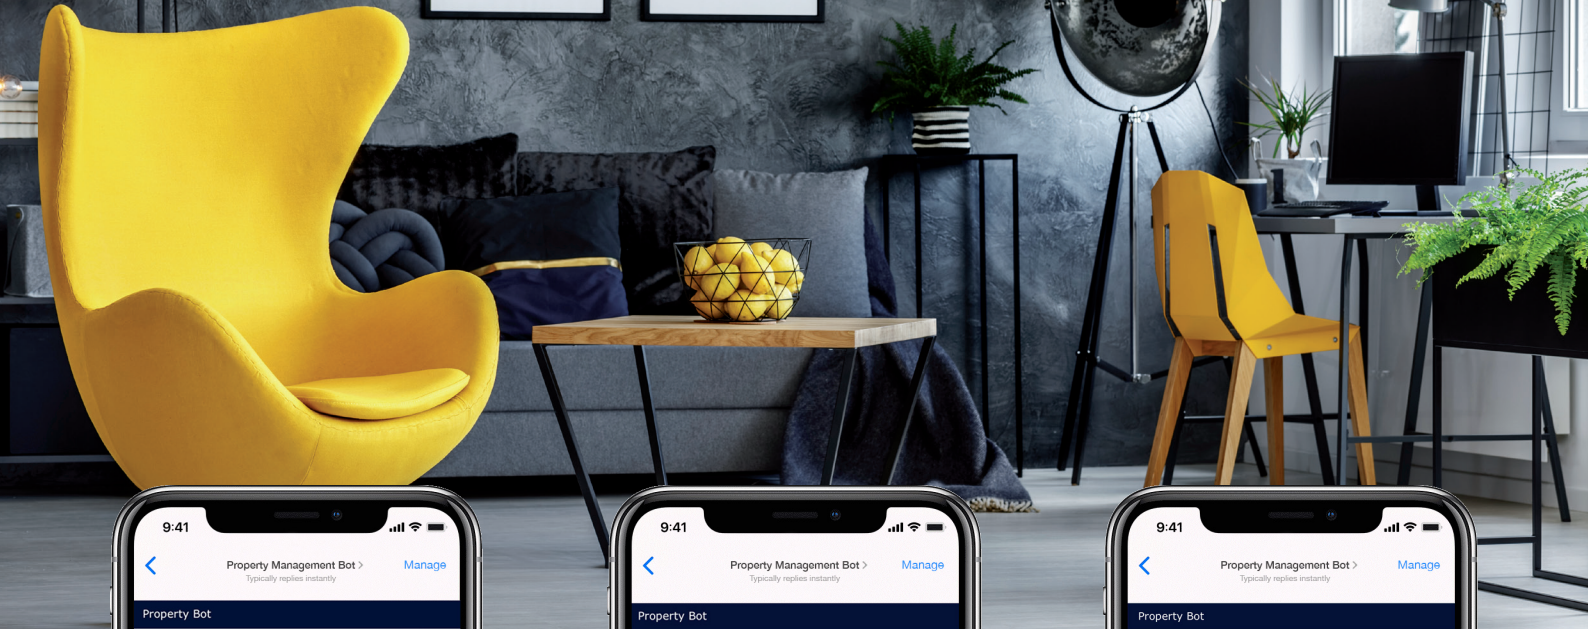 9:41
Property Management Bot >
Manage
Typically replies instantly
Property Bot
9:41
Property Management Bot >
Manage
Typically replies instantly
Property Bot
9:41
Property Management Bot >
Manage
Typically replies instantly
Property Bot